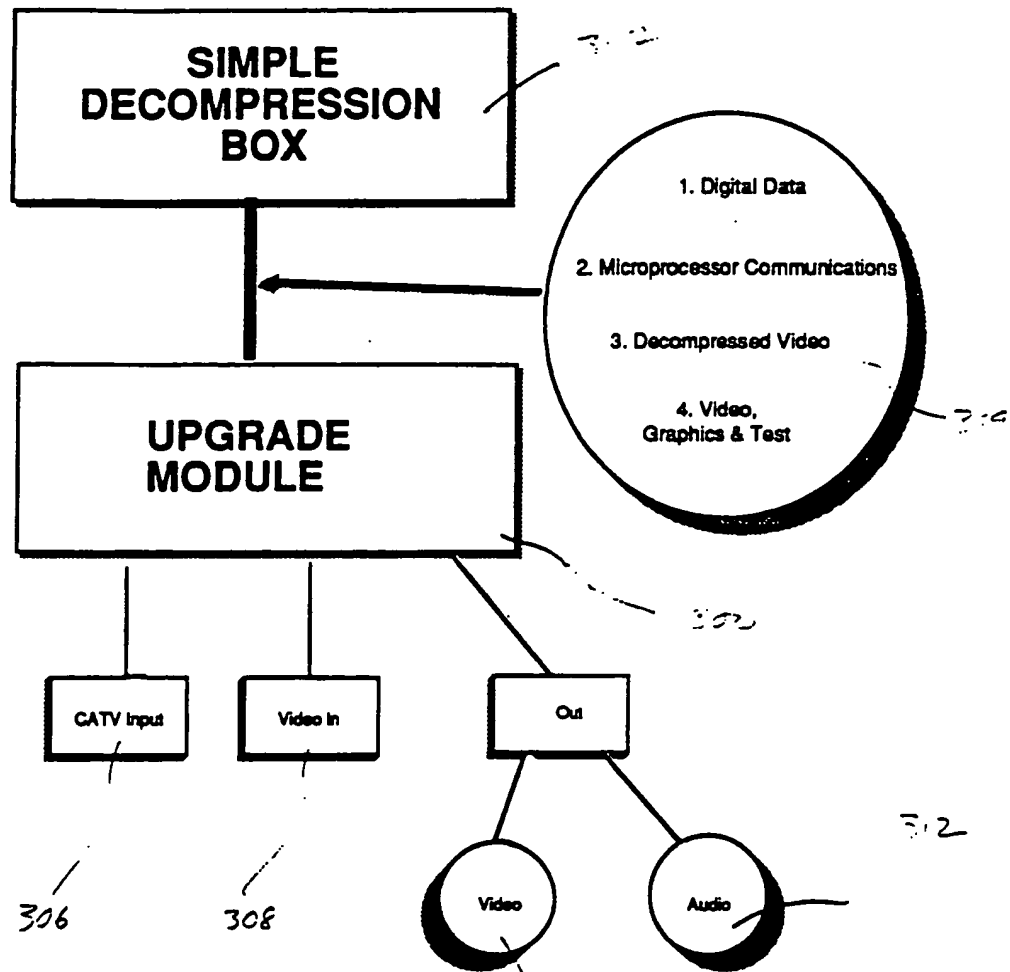 SIMPLE
DECOMPRESSION
BOX
1. Digital Data
2. Microprocessor Communications
3. Decompressed Video
4. Video,
Graphics & Test
UPGRADE
MODULE
300
CATV Input
Video In
Out
312
Video
Audio
306
308